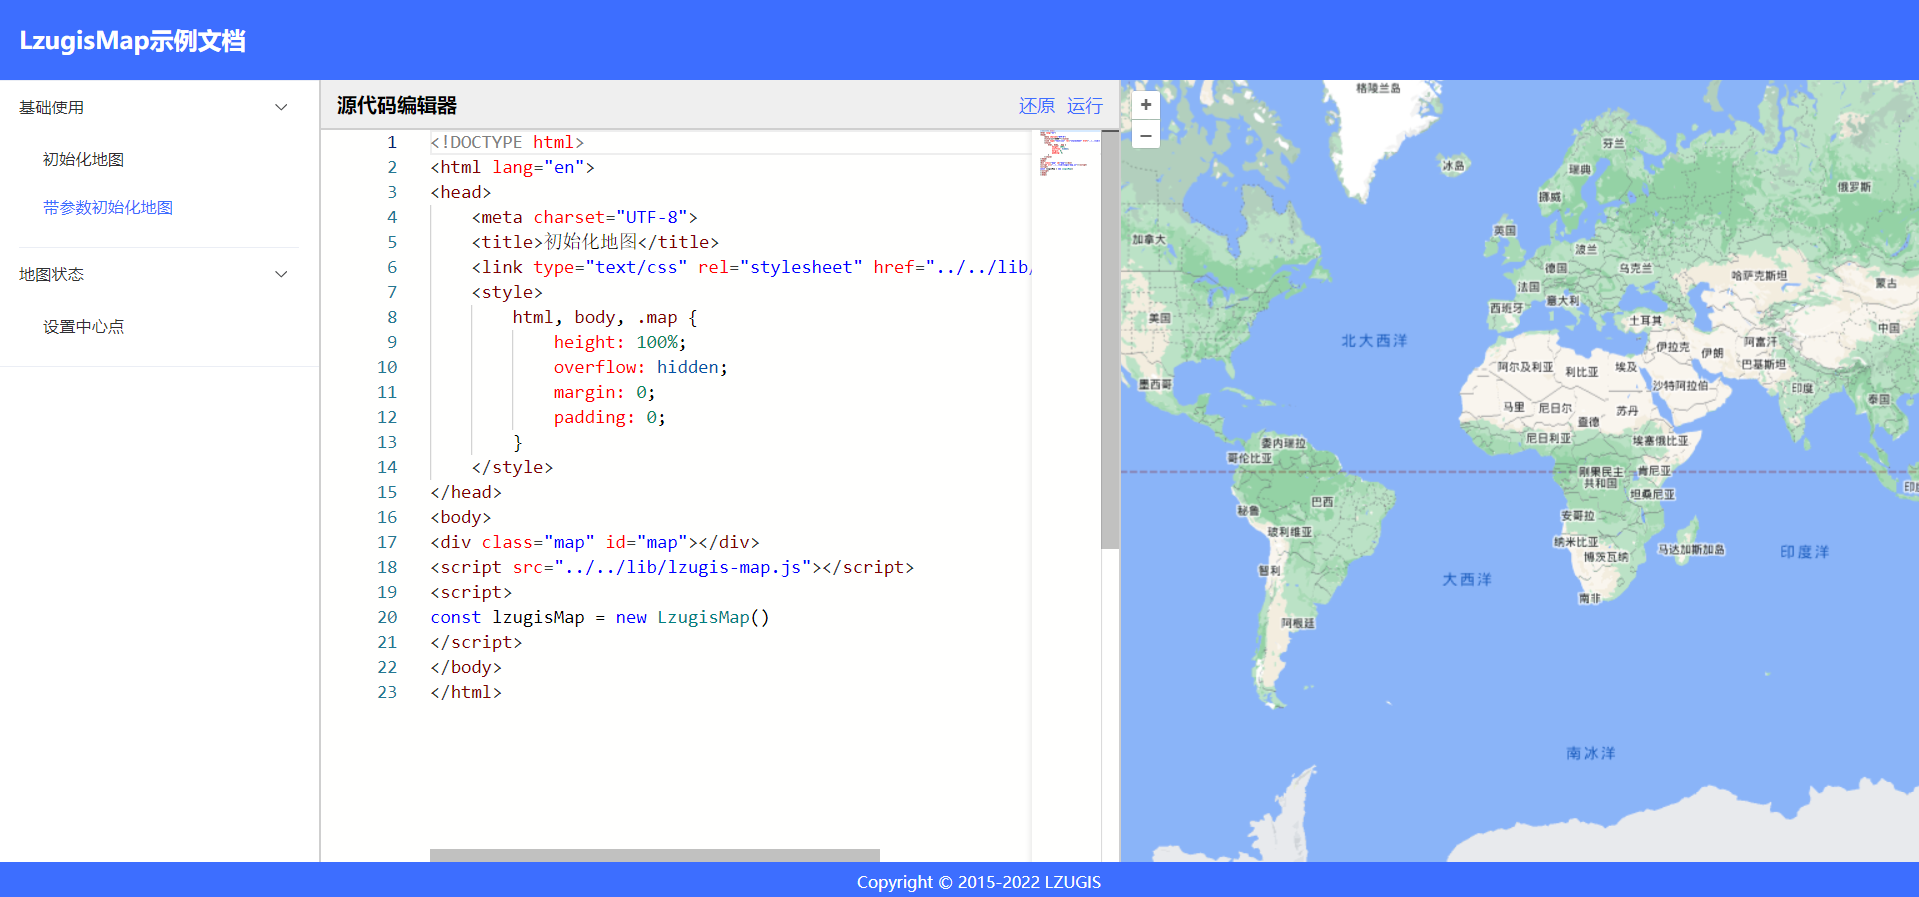 LzugisMap示例文档
基础使用
初始化地图
带参数初始化地图
地图状态
设置中心点
源代码编辑器
还原 运行
1 <!DOCTYPE html>
2 <html lang="en">
3 <head>
4 <meta charset="UTF-8">
5 <title>初始化地图</title>
6 <link type="text/css" rel="stylesheet" href="../../lib/
7 <style>
8 html, body, .map {
9 height: 100%;
10 overflow: hidden;
11 margin: 0;
12 padding: 0;
13 }
14 </style>
15 </head>
16 <body>
17 <div class="map" id="map"></div>
18 <script src="../../lib/lzugis-map.js"></script>
19 <script>
20 const lzugisMap = new LzugisMap()
21 </script>
22 </body>
23 </html>
+
−
格陵兰岛
冰岛
芬兰
瑞典
挪威
俄罗斯
英国
加拿大
波兰
德国
乌克兰
哈萨克斯坦
蒙古
法国
意大利
西班牙
美国
土耳其
中国
北大西洋
伊拉克
伊朗
阿富汗
巴基斯坦
阿尔及利亚
利比亚
埃及
墨西哥
沙特阿拉伯
印度
泰国
马里
尼日尔
苏丹
查德
尼日利亚
埃塞俄比亚
委内瑞拉
哥伦比亚
刚果民主
共和国
肯尼亚
坦桑尼亚
印度
巴西
秘鲁
安哥拉
玻利维亚
纳米比亚
博茨瓦纳
马达加斯加岛
印度洋
智利
大西洋
南非
阿根廷
南冰洋
Copyright © 2015-2022 LZUGIS